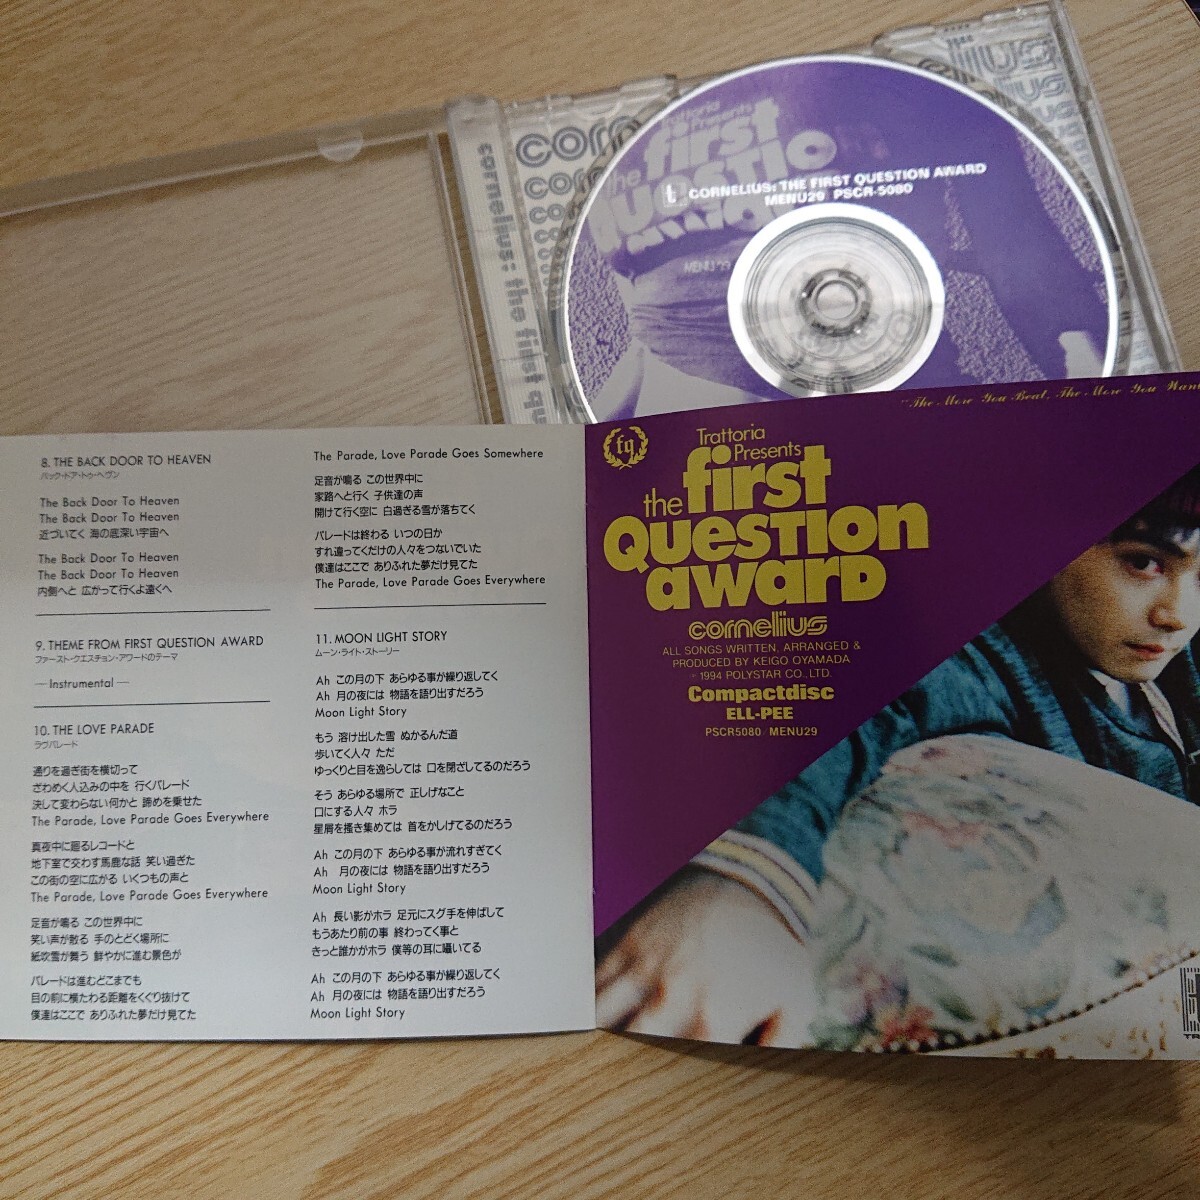 Trattoria
Presents
the first
QUESTIO
CORNELIUS: THE FIRST QUESTION AWARD
MENU29 PSCR-5080
MENU 29
corn
cornelius: the first qu
8. THE BACK DOOR TO HEAVEN
バック・ドア・トゥ・ヘヴン
The Back Door To Heaven
The Back Door To Heaven
近づいてく 海の底深い宇宙へ
The Back Door To Heaven
The Back Door To Heaven
内側へと 広がって行くよ遠くへ
9. THEME FROM FIRST QUESTION AWARD
ファースト・クエスチョン・アワードのテーマ
—Instrumental—
10. THE LOVE PARADE
ラヴパレード
通りを過ぎ街を横切って
ざわめく人込みの中を 行くパレード
決して変わらない何かと 諦めを乗せた
The Parade, Love Parade Goes Everywhere
真夜中に廻るレコードと
地下室で交わす馬鹿な話 笑い過ぎた
この街の空に広がる いくつもの声と
The Parade, Love Parade Goes Everywhere
足音が鳴る この世界中に
笑い声が散る 手のとどく場所に
紙吹雪が舞う 鮮やかに進む景色が
パレードは進むどこまでも
目の前に横たわる距離をくぐり抜けて
僕達はここで ありふれた夢だけ見てた
The Parade, Love Parade Goes Somewhere
足音が鳴る この世界中に
家路へと行く 子供達の声
開けて行く空に 白過ぎる雪が落ちてく
パレードは終わる いつの日か
すれ違ってくだけの人々をつないでいた
僕達はここで ありふれた夢だけ見てた
The Parade, Love Parade Goes Everywhere
11. MOON LIGHT STORY
ムーン・ライト・ストーリー
Ah この月の下 あらゆる事が繰り返してく
Ah 月の夜には 物語を語り出すだろう
Moon Light Story
もう 溶け出した雪 ぬかるんだ道
歩いてく人々 ただ
ゆっくりと目を逸らしては 口を閉ざしてるのだろう
そう あらゆる場所で 正しげなこと
口にする人々 ホラ
星屑を掻き集めては 首をかしげてるのだろう
Ah この月の下 あらゆる事が流れすぎてく
Ah 月の夜には 物語を語り出すだろう
Moon Light Story
Ah 長い影がホラ 足元にスグ手を伸ばして
もうあたり前の事 終わってく事と
きっと誰かがホラ 僕等の耳に囁いてる
Ah この月の下 あらゆる事が繰り返してく
Ah 月の夜には 物語を語り出すだろう
Moon Light Story
"The More You Beat, The More You Want
fq
Trattoria
Presents
the first
QUESTION
awarD
cornelius
ALL SONGS WRITTEN, ARRANGED &
PRODUCED BY KEIGO OYAMADA
℗ 1994 POLYSTAR CO., LTD.
Compactdisc
ELL-PEE
PSCR5080/MENU29